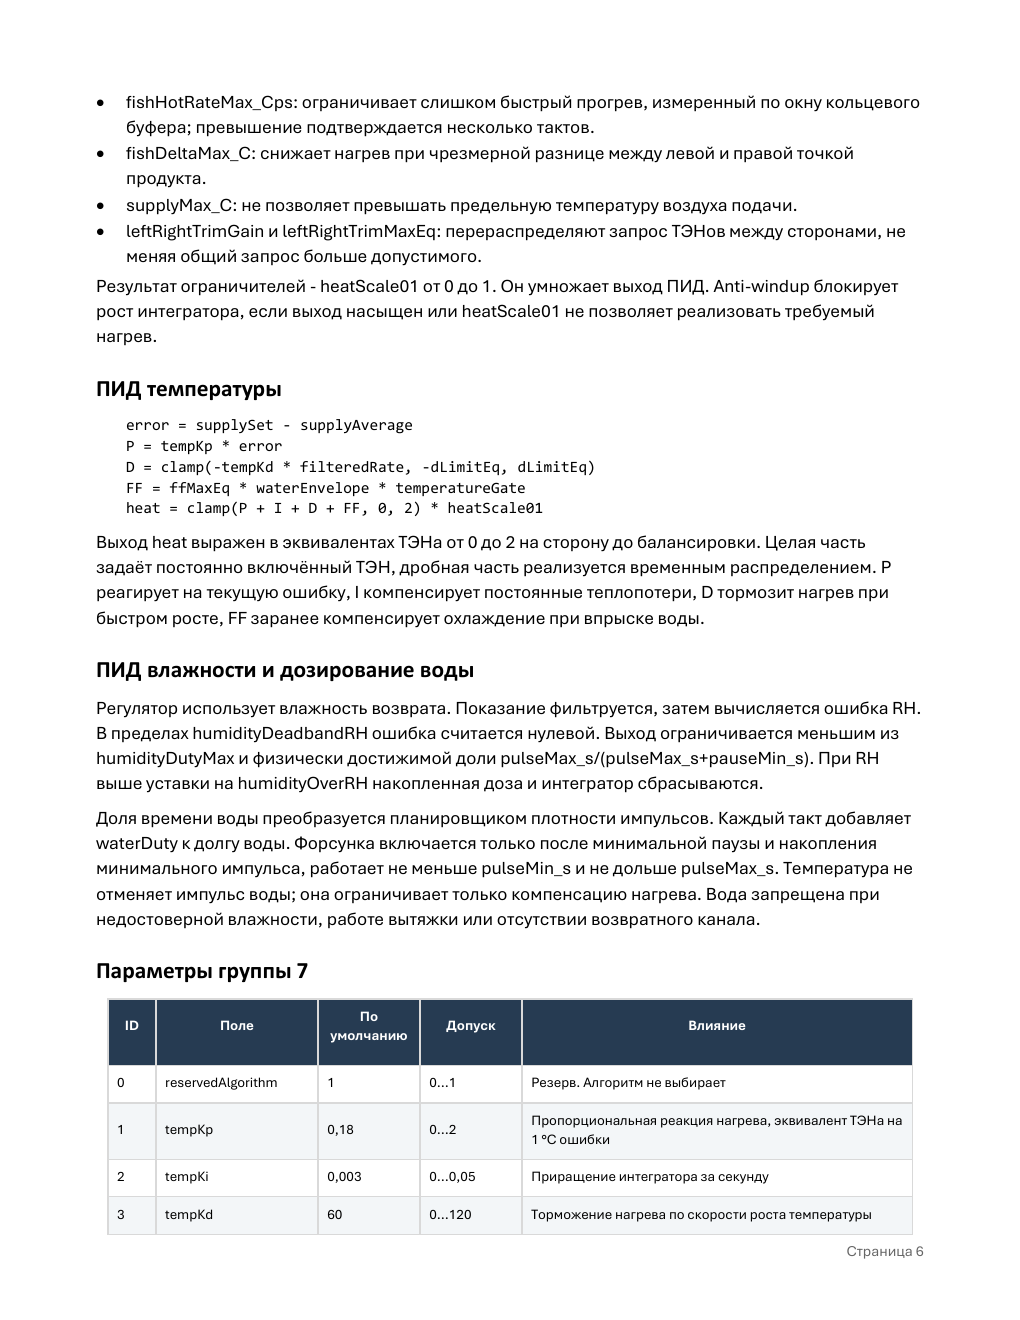 • fishHotRateMax_Cps: ограничивает слишком быстрый прогрев, измеренный по окну кольцевого
буфера; превышение подтверждается несколько тактов.
• fishDeltaMax_C: снижает нагрев при чрезмерной разнице между левой и правой точкой
продукта.
• supplyMax_C: не позволяет превышать предельную температуру воздуха подачи.
• leftRightTrimGain и leftRightTrimMaxEq: перераспределяют запрос ТЭНов между сторонами, не
меняя общий запрос больше допустимого.
Результат ограничителей - heatScale01 от 0 до 1. Он умножает выход ПИД. Anti-windup блокирует
рост интегратора, если выход насыщен или heatScale01 не позволяет реализовать требуемый
нагрев.
ПИД температуры
error = supplySet - supplyAverage
P = tempKp * error
D = clamp(-tempKd * filteredRate, -dLimitEq, dLimitEq)
FF = ffMaxEq * waterEnvelope * temperatureGate
heat = clamp(P + I + D + FF, 0, 2) * heatScale01
Выход heat выражен в эквивалентах ТЭНа от 0 до 2 на сторону до балансировки. Целая часть
задаёт постоянно включённый ТЭН, дробная часть реализуется временным распределением. P
реагирует на текущую ошибку, I компенсирует постоянные теплопотери, D тормозит нагрев при
быстром росте, FF заранее компенсирует охлаждение при впрыске воды.
ПИД влажности и дозирование воды
Регулятор использует влажность возврата. Показание фильтруется, затем вычисляется ошибка RH.
В пределах humidityDeadbandRH ошибка считается нулевой. Выход ограничивается меньшим из
humidityDutyMax и физически достижимой доли pulseMax_s/(pulseMax_s+pauseMin_s). При RH
выше уставки на humidityOverRH накопленная доза и интегратор сбрасываются.
Доля времени воды преобразуется планировщиком плотности импульсов. Каждый такт добавляет
waterDuty к долгу воды. Форсунка включается только после минимальной паузы и накопления
минимального импульса, работает не меньше pulseMin_s и не дольше pulseMax_s. Температура не
отменяет импульс воды; она ограничивает только компенсацию нагрева. Вода запрещена при
недостоверной влажности, работе вытяжки или отсутствии возвратного канала.
Параметры группы 7
ID Поле По умолчанию Допуск Влияние
0 reservedAlgorithm 1 0...1 Резерв. Алгоритм не выбирает
1 tempKp 0,18 0...2 Пропорциональная реакция нагрева, эквивалент ТЭНа на
1 °C ошибки
2 tempKi 0,003 0...0,05 Приращение интегратора за секунду
3 tempKd 60 0...120 Торможение нагрева по скорости роста температуры
Страница 6